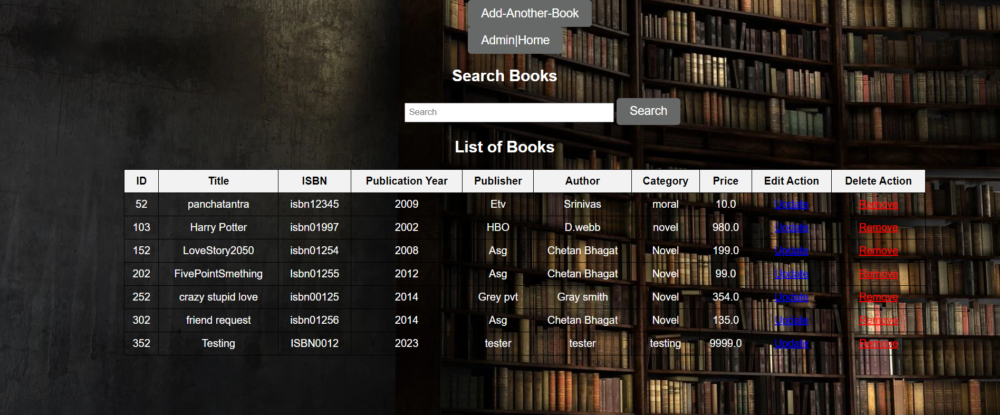 Add-Another-Book
Admin|Home
Search Books
Search Search
List of Books
ID Title ISBN Publication Year Publisher Author Category Price Edit Action Delete Action
52 panchatantra isbn12345 2009 Etv Srinivas moral 10.0 Update Remove
103 Harry Potter isbn01997 2002 HBO D.webb novel 980.0 Update Remove
152 LoveStory2050 isbn01254 2008 Asg Chetan Bhagat Novel 199.0 Update Remove
202 FivePointSmething Isbn01255 2012 Asg Chetan Bhagat Novel 99.0 Update Remove
252 crazy stupid love isbn00125 2014 Grey pvt Gray smith Novel 354.0 Update Remove
302 friend request isbn01256 2014 Asg Chetan Bhagat Novel 135.0 Update Remove
352 Testing ISBN0012 2023 tester tester testing 9999.0 Update Remove